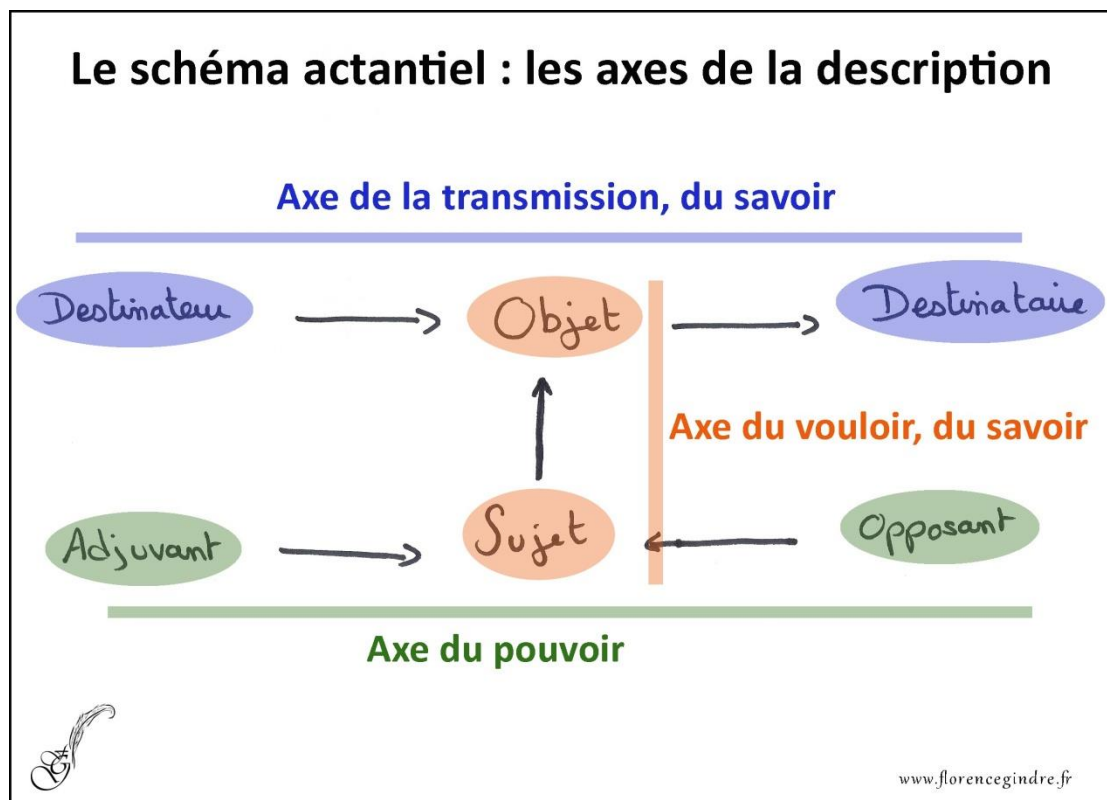 Le schéma actantiel : les axes de la description
Axe de la transmission, du savoir
Destinateur
Objet
Destinataire
Axe du vouloir, du savoir
Adjuvant
Sujet
Opposant
Axe du pouvoir
www.florencegindre.fr